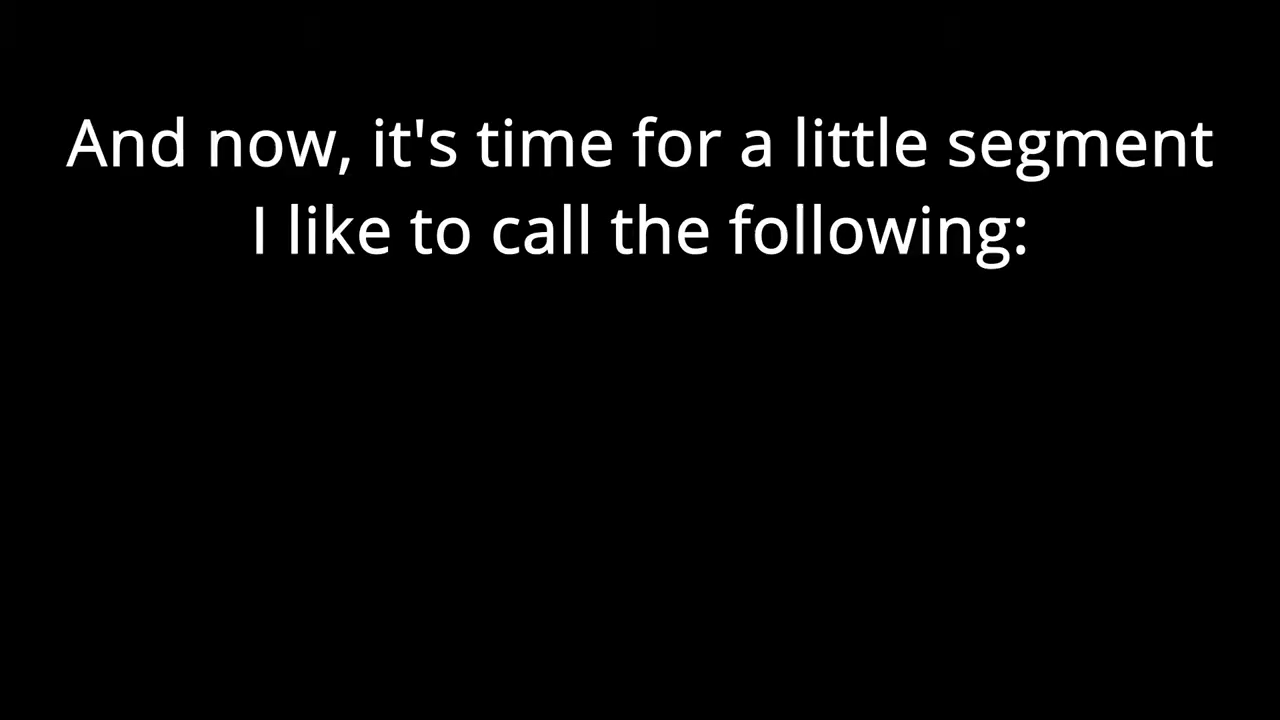 And now, it's time for a little segment
I like to call the following: